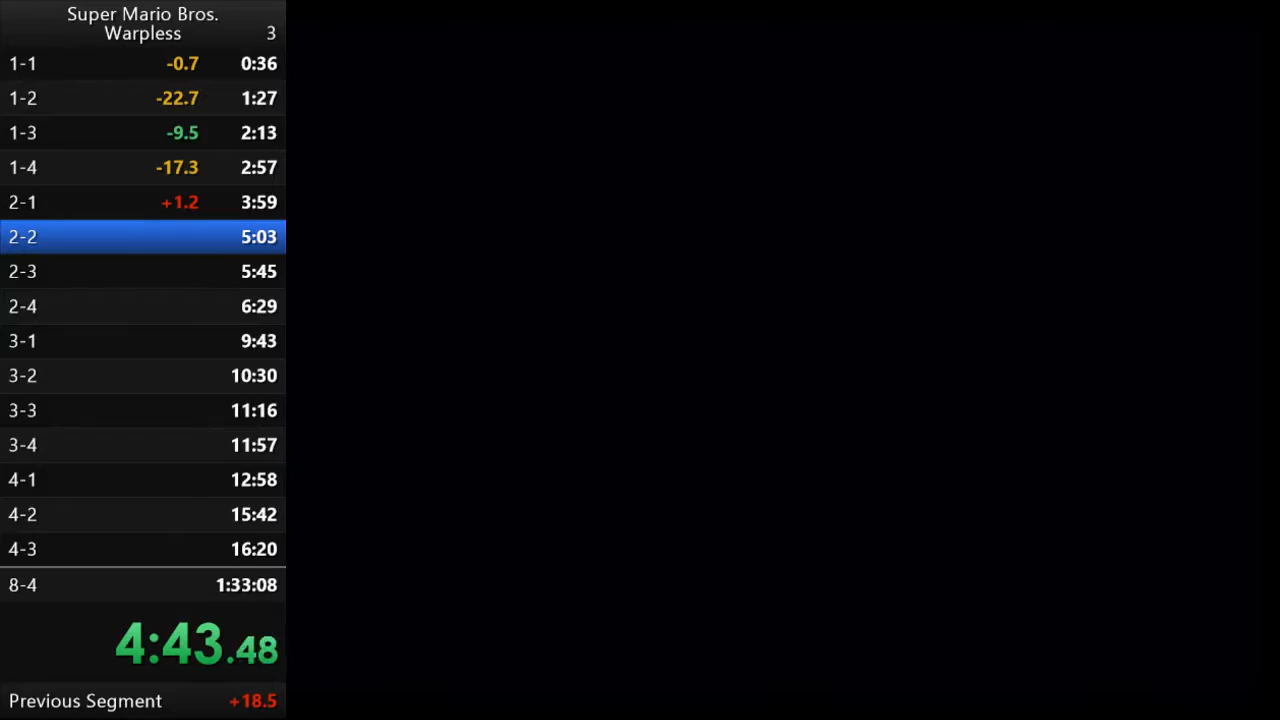 Super Mario Bros.
Warpless 3
1-1 -0.7 0:36
1-2 -22.7 1:27
1-3 -9.5 2:13
1-4 -17.3 2:57
2-1 +1.2 3:59
2-2 5:03
2-3 5:45
2-4 6:29
3-1 9:43
3-2 10:30
3-3 11:16
3-4 11:57
4-1 12:58
4-2 15:42
4-3 16:20
8-4 1:33:08
4:43.48
Previous Segment +18.5